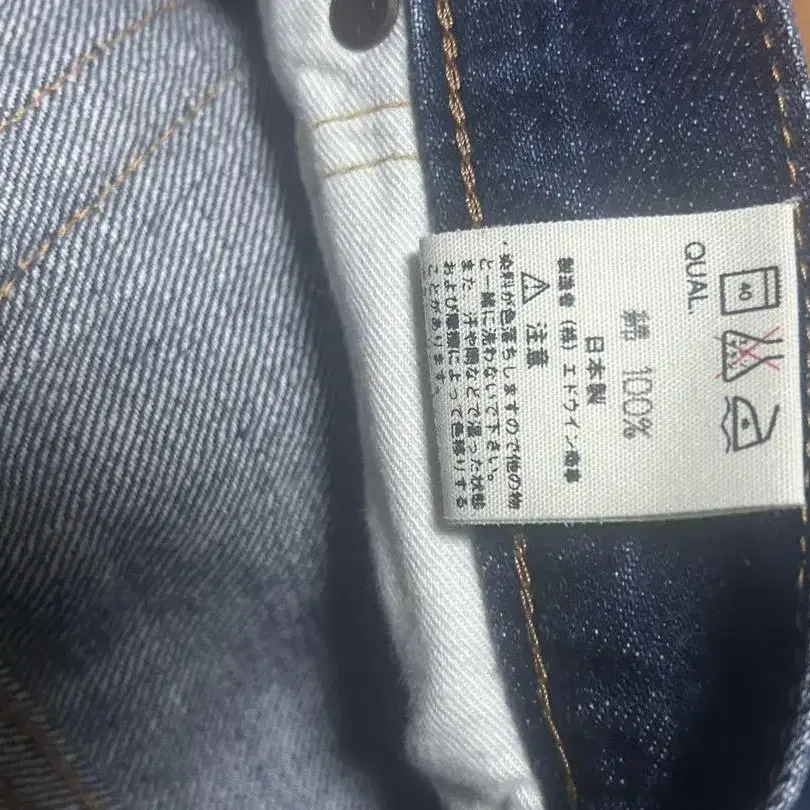 40
QUAL.
綿 100%
日本製
製造者 (株) エドウイン商事
注意
・染料が色落ちしますので他の物
と一緒に洗わないで下さい。
また、汗や雨などで湿った状態
および摩擦によって色移りする
ことがあります。